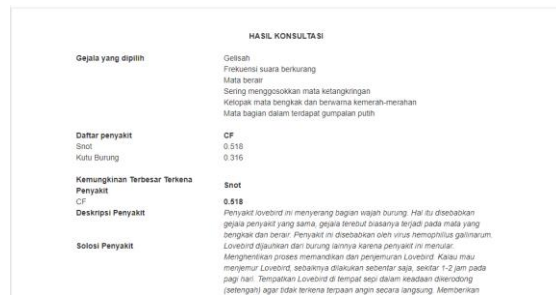 HASIL KONSULTASI
Gejala yang dipilih Gelisah
Frekuensi suara berkurang
Mata berair
Sering menggosokkan mata ketangkringan
Kelopak mata bengkak dan berwarna kemerah-merahan
Mata bagian dalam terdapat gumpalan putih
Daftar penyakit CF
Snot 0.518
Kutu Burung 0.316
Kemungkinan Terbesar Terkena Penyakit Snot
CF 0.518
Deskripsi Penyakit Penyakit lovebird ini menyerang bagian wajah burung. Hal itu disebabkan
gejala penyakit yang sama, gejala terebut biasanya terjadi pada mata yang
bengkak dan berair. Penyakit ini disebabkan oleh virus hemophillus gallinarum.
Solosi Penyakit Lovebird dijauhkan dari burung lainnya karena penyakit ini menular.
Menghentikan proses memandikan dan penjemuran Lovebird. Kalau mau
menjemur Lovebird, sebaiknya dilakukan sebentar saja, sekitar 1-2 jam pada
pagi hari. Tempatkan Lovebird di tempat sepi dalam keadaan dikerodong
(setengah) agar tidak terkena terpaan angin secara langsung. Memberikan